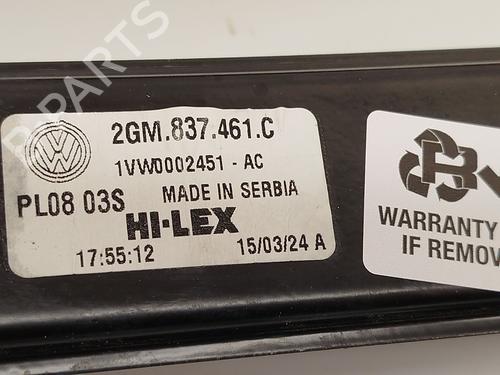 2GM.837.461.C
1VW0002451 - AC
PL08 03S MADE IN SERBIA
HI-LEX
17:55:12 15/03/24 A
WARRANTY
IF REMOV
B PARTS